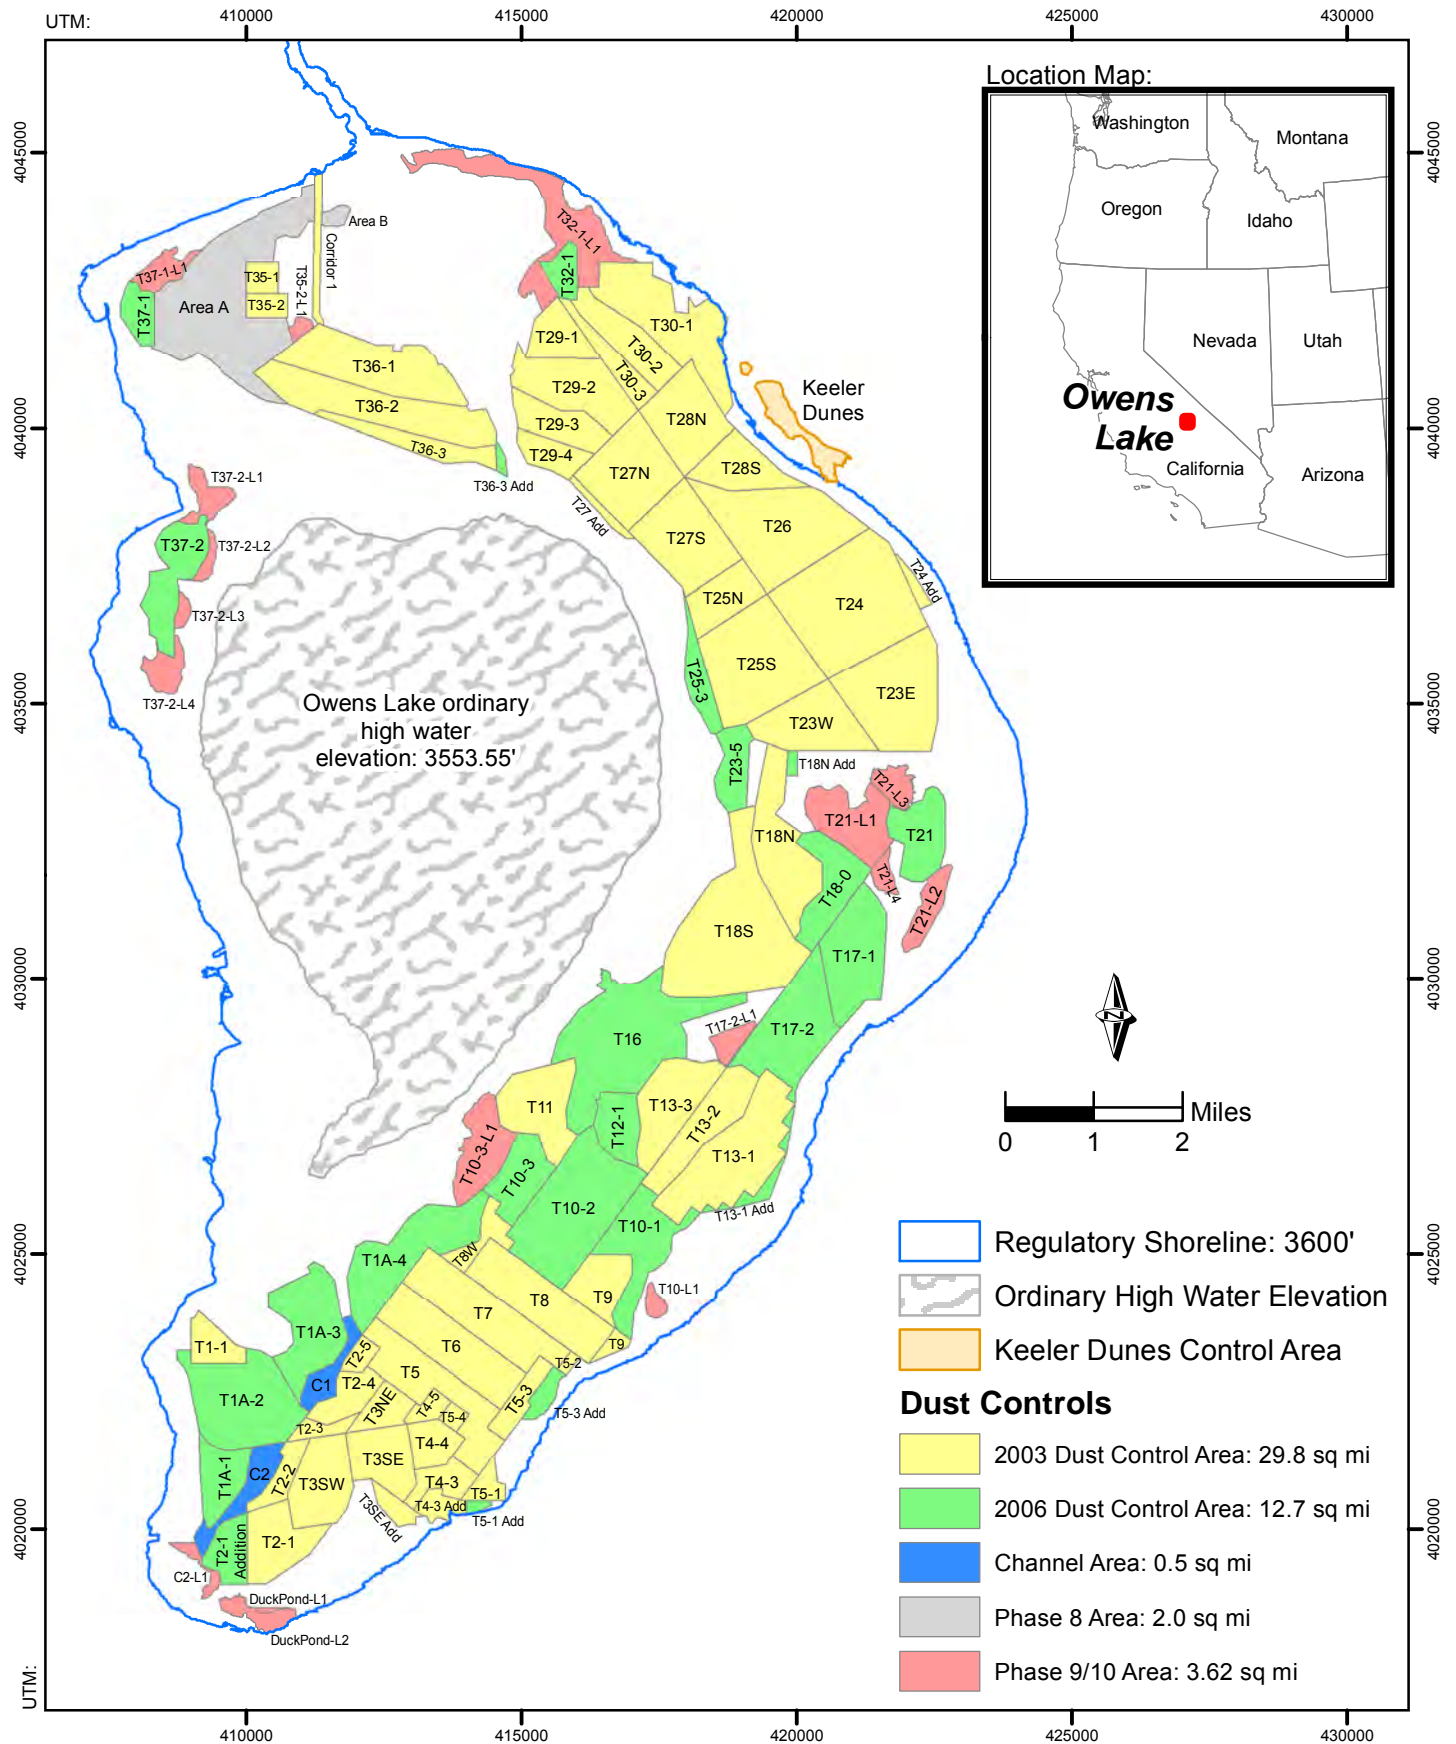 UTM:
410000
415000
420000
425000
430000
Location Map:
Washington
Montana
Oregon
Idaho
Nevada
Utah
Owens
Lake
California
Arizona
4045000
4045000
4040000
4040000
4035000
4035000
4030000
4030000
4025000
4025000
4020000
4020000
Area B
T37-1-L1
Corridor 1
T35-1
T35-2-L1
T35-2
Area A
T37-1
T32-1-L1
T32-1
T30-1
T29-1
T30-2
T36-1
T30-3
T29-2
Keeler
Dunes
T36-2
T28N
T29-3
T36-3
T29-4
T28S
T27N
T36-3 Add
T37-2-L1
T27 Add
T26
T27S
T37-2
T37-2-L2
T24 Add
T25N
T24
T37-2-L3
T25S
T25-3
T23E
T37-2-L4
Owens Lake ordinary
high water
elevation: 3553.55'
T23W
T23-5
T18N Add
T21-L3
T21-L1
T18N
T21
T18-0
T21-L4
T21-L2
T18S
T17-1
T17-2-L1
T17-2
T16
T11
T13-3
T13-2
T12-1
T13-1
T10-3-L1
T10-3
T10-2
T10-1
T13-1 Add
T1A-4
T8W
T10-L1
T9
T8
T7
T1A-3
T1-1
T6
T9
T2-5
T5-2
T5
C1
T2-4
T1A-2
T5-3
T3NE
T4-5
T5-4
T5-3 Add
T2-3
T4-4
T3SE
T1A-1
C2
T2-2
T3SW
T4-3
T5-1
T4-3 Add
T3SE Add
T5-1 Add
T2-1
Addition
T2-1
C2-L1
DuckPond-L1
DuckPond-L2
N
Miles
0
1
2
Regulatory Shoreline: 3600'
Ordinary High Water Elevation
Keeler Dunes Control Area
Dust Controls
2003 Dust Control Area: 29.8 sq mi
2006 Dust Control Area: 12.7 sq mi
Channel Area: 0.5 sq mi
Phase 8 Area: 2.0 sq mi
Phase 9/10 Area: 3.62 sq mi
UTM:
410000
415000
420000
425000
430000